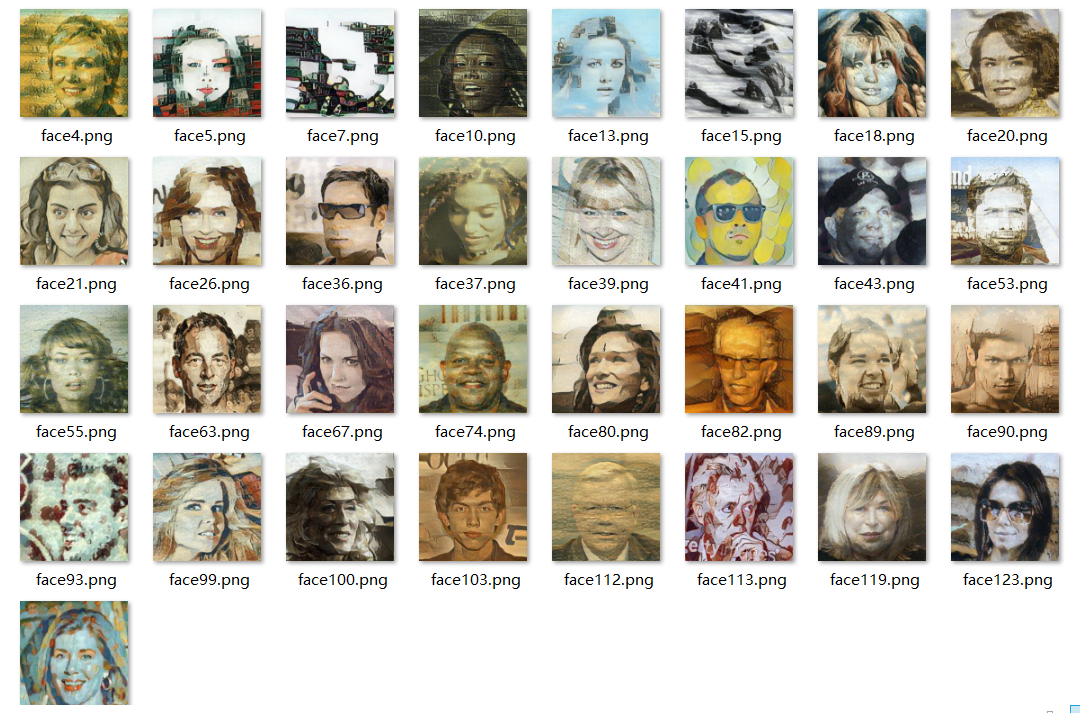 face4.png face5.png face7.png face10.png face13.png face15.png face18.png face20.png
face21.png face26.png face36.png face37.png face39.png face41.png face43.png face53.png
face55.png face63.png face67.png face74.png face80.png face82.png face89.png face90.png
face93.png face99.png face100.png face103.png face112.png face113.png face119.png face123.png